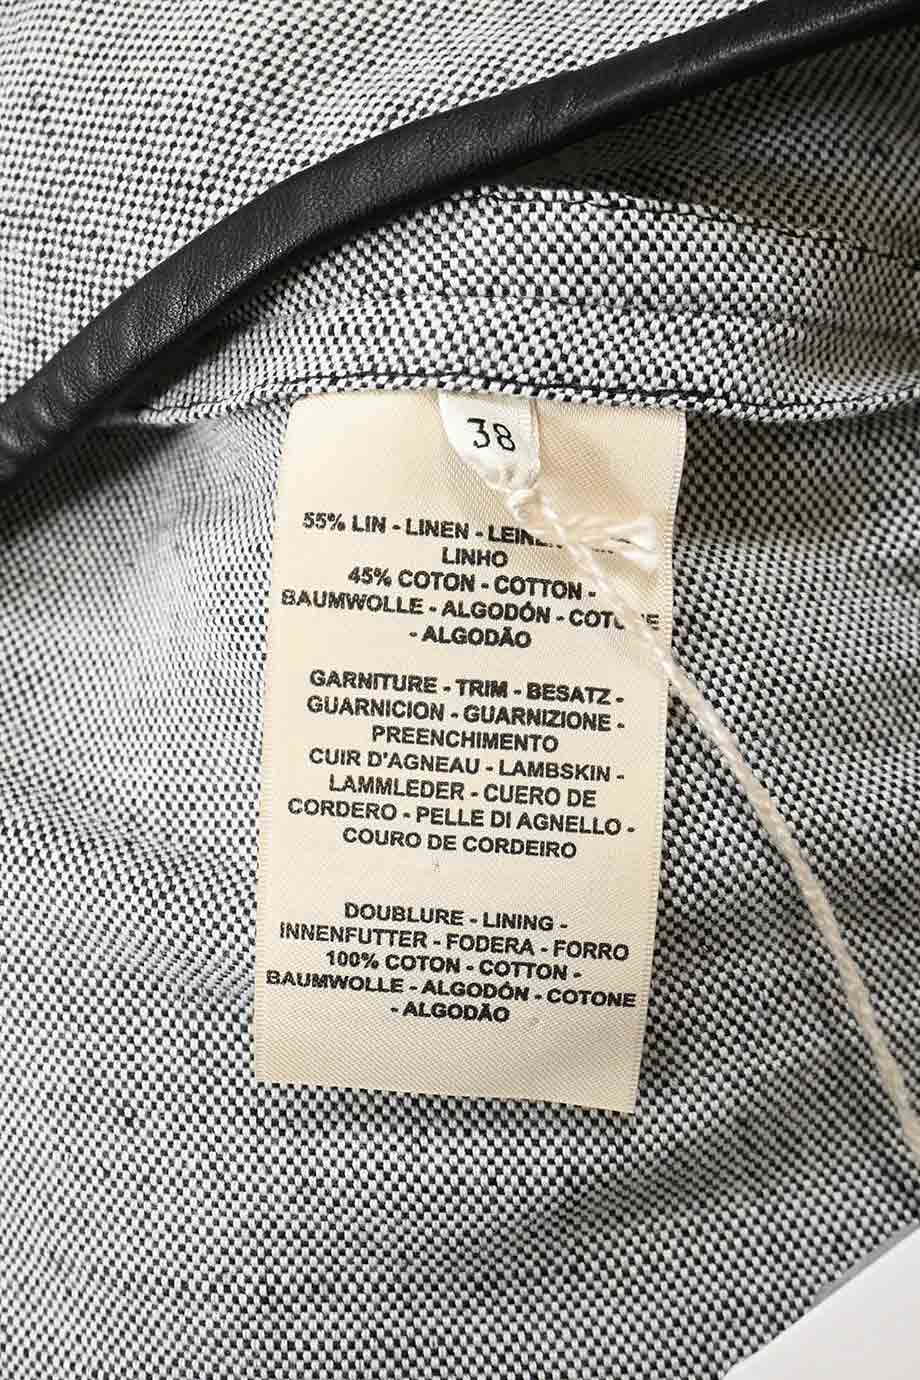 38
55% LIN - LINEN -
LINHO
45% COTON - COTTON -
BAUMWOLLE - ALGODÓN -
- ALGODÃO
GARNITURE - TRIM - BESATZ -
GUARNICION - GUARNIZIONE -
PREENCHIMENTO
CUIR D'AGNEAU - LAMBSKIN -
LAMMLEDER - CUERO DE
CORDERO - PELLE DI AGNELLO -
COURO DE CORDEIRO
DOUBLURE - LINING -
INNENFUTTER - FODERA - FORRO
100% COTON - COTTON -
BAUMWOLLE - ALGODÓN - COTONE
- ALGODÃO